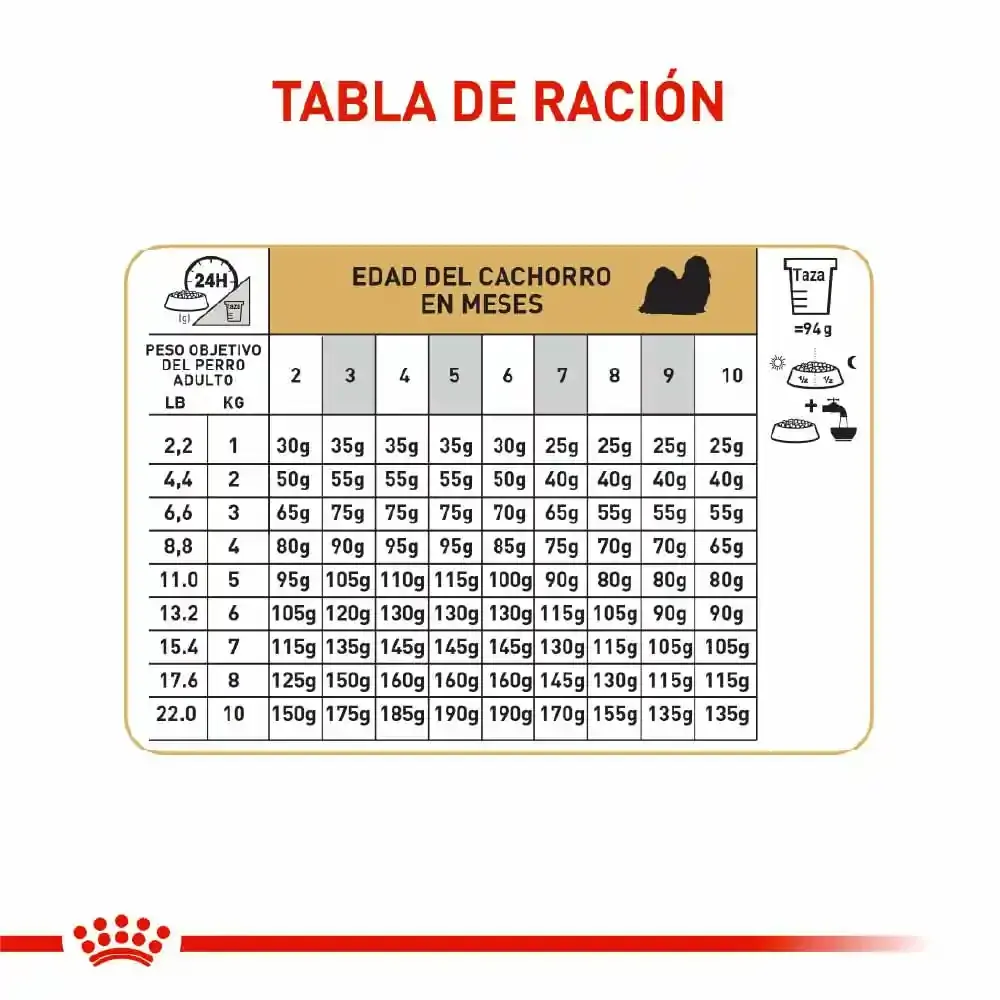 TABLA DE RACIÓN
24H
(g)
Taza
EDAD DEL CACHORRO
EN MESES
Taza
=94 g
½ ½
+
PESO OBJETIVO
DEL PERRO
ADULTO
LB KG
2 3 4 5 6 7 8 9 10
2,2 1 30g 35g 35g 35g 30g 25g 25g 25g 25g
4,4 2 50g 55g 55g 55g 50g 40g 40g 40g 40g
6,6 3 65g 75g 75g 75g 70g 65g 55g 55g 55g
8,8 4 80g 90g 95g 95g 85g 75g 70g 70g 65g
11.0 5 95g 105g 110g 115g 100g 90g 80g 80g 80g
13.2 6 105g 120g 130g 130g 130g 115g 105g 90g 90g
15.4 7 115g 135g 145g 145g 145g 130g 115g 105g 105g
17.6 8 125g 150g 160g 160g 160g 145g 130g 115g 115g
22.0 10 150g 175g 185g 190g 190g 170g 155g 135g 135g